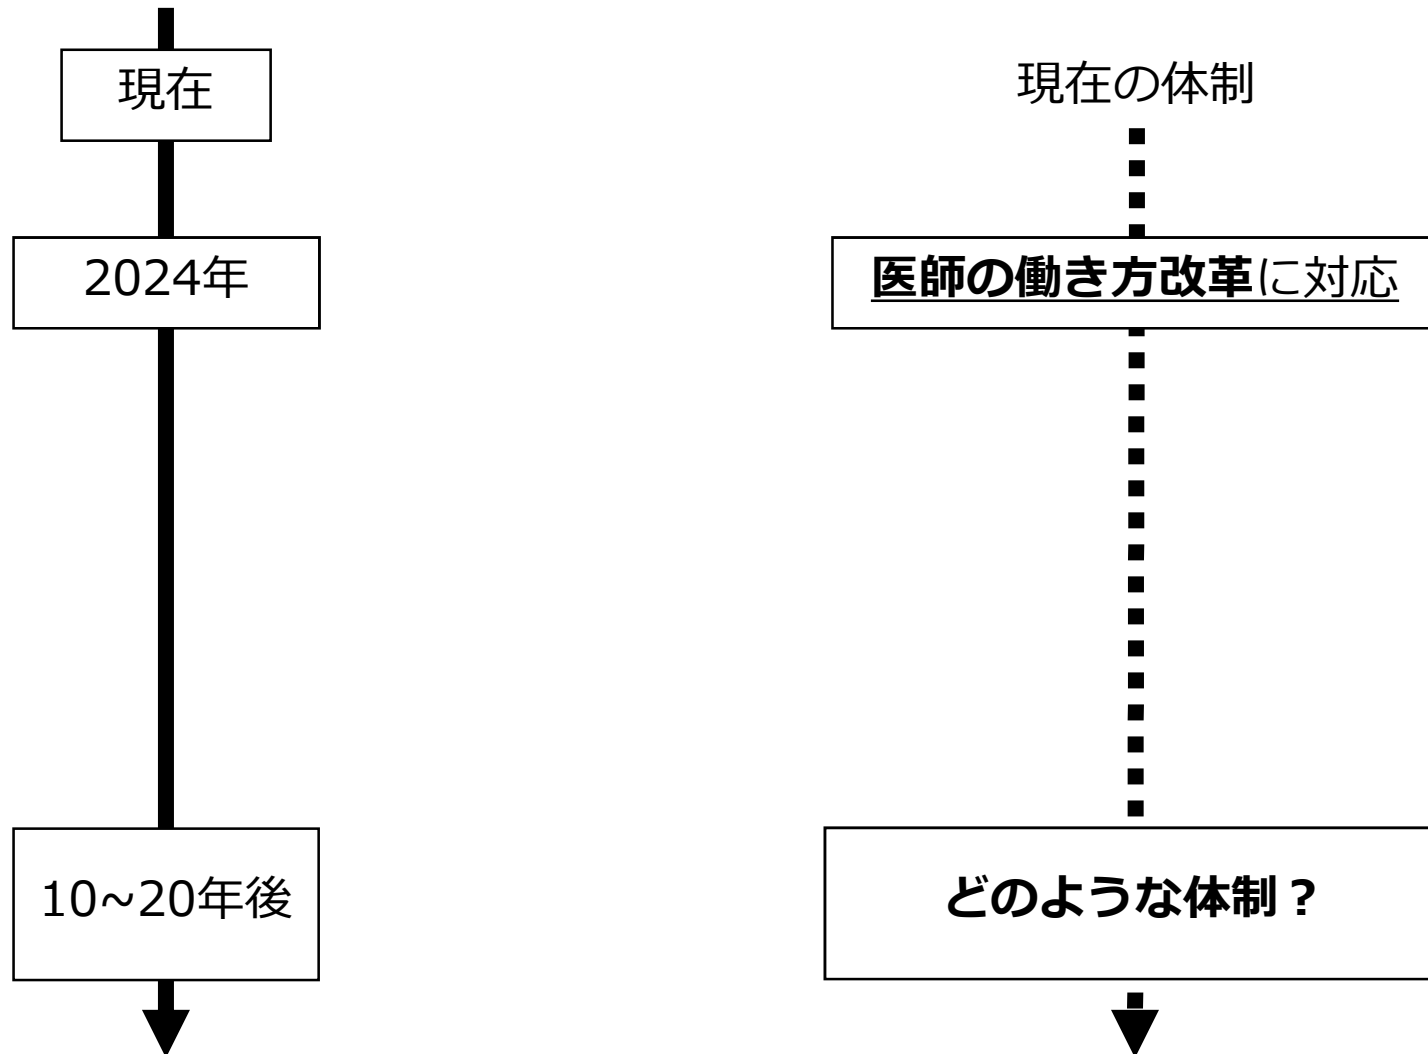 現在
現在の体制
2024年
医師の働き方改革に対応
10~20年後
どのような体制？